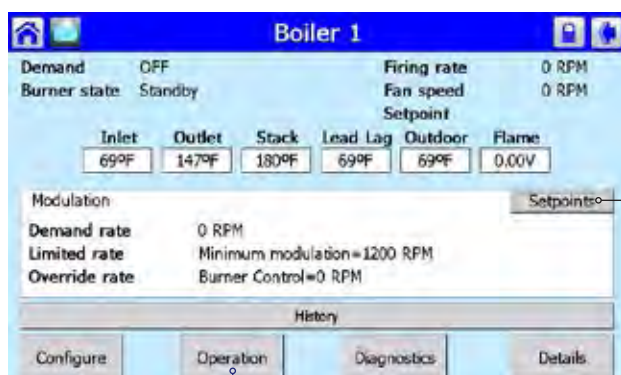 Boiler 1
Demand OFF Firing rate 0 RPM
Burner state Standby Fan speed 0 RPM
Setpoint
Inlet Outlet Stack Lead Lag Outdoor Flame
69ºF 147ºF 180ºF 69ºF 69ºF 0.00V
Modulation Setpoints
Demand rate 0 RPM
Limited rate Minimum modulation=1200 RPM
Override rate Burner Control=0 RPM
History
Configure Operation Diagnostics Details